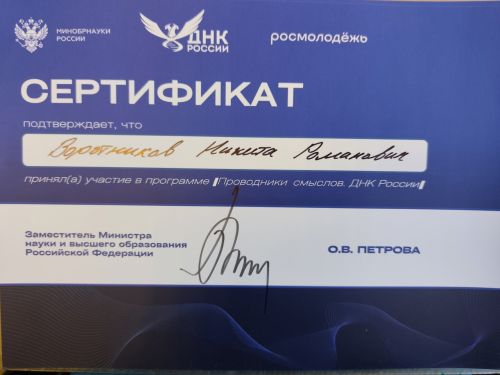 МИНОБРНАУКИ
РОССИИ
ДНК
РОССИИ
росмолодёжь
СЕРТИФИКАТ
подтверждает, что
Воротников Никита Романович
принял(а) участие в программе Проводники смыслов. ДНК России
Заместитель Министра
науки и высшего образования
Российской Федерации
О.В. ПЕТРОВА